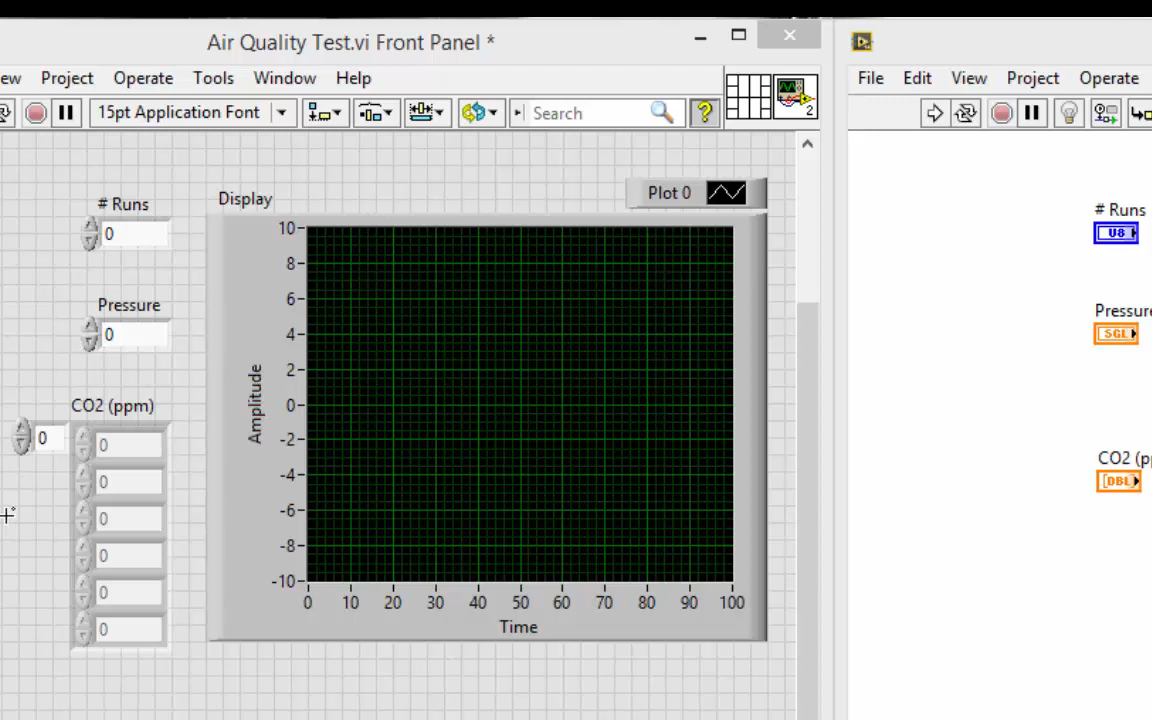 Air Quality Test.vi Front Panel *
ew Project Operate Tools Window Help
File Edit View Project Operate
15pt Application Font
Search
?
2
# Runs
0
Pressure
0
CO2 (ppm)
0
0
0
0
0
0
0
Display
Plot 0
10
8
6
4
2
0
-2
-4
-6
-8
-10
Amplitude
0 10 20 30 40 50 60 70 80 90 100
Time
# Runs
U8
Pressure
SGL
CO2 (p
[DBL]